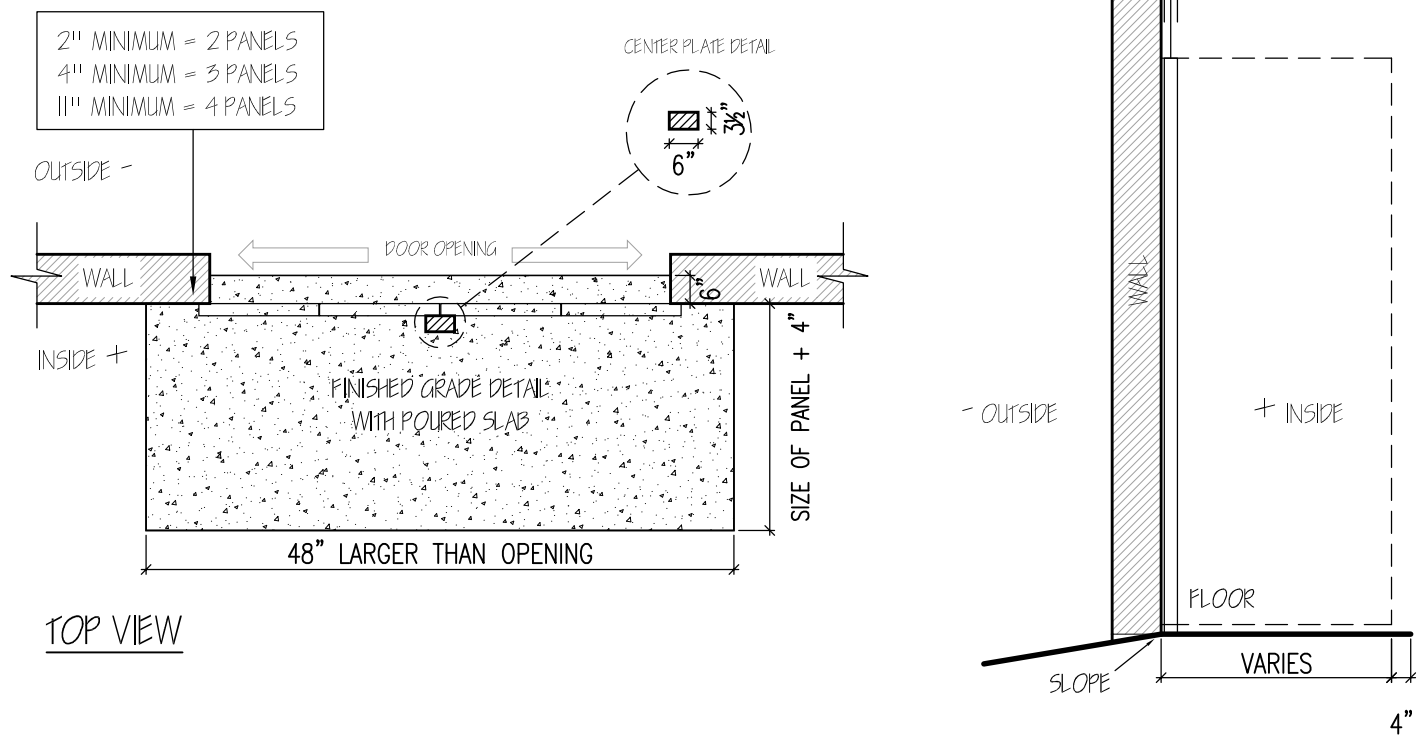 2" MINIMUM = 2 PANELS
4" MINIMUM = 3 PANELS
11" MINIMUM = 4 PANELS
CENTER PLATE DETAIL
3½"
6"
OUTSIDE -
DOOR OPENING
WALL
WALL
6"
INSIDE +
SIZE OF PANEL + 4"
FINISHED GRADE DETAIL
WITH POURED SLAB
48" LARGER THAN OPENING
TOP VIEW
WALL
- OUTSIDE
+ INSIDE
FLOOR
SLOPE
VARIES
4"